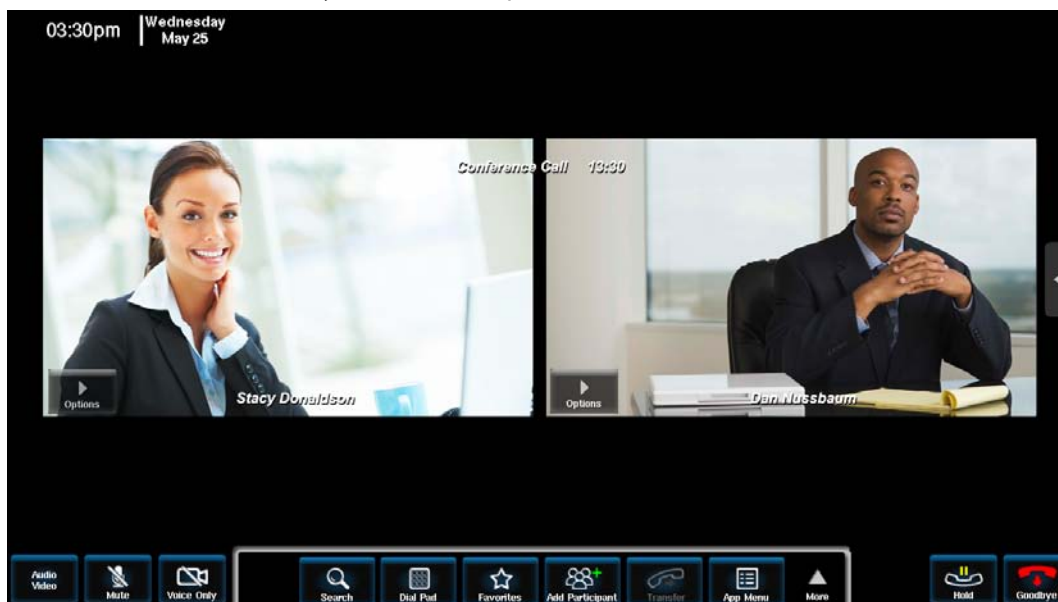 03:30pm
Wednesday
May 25
Conference Call 13:30
Options
Stacy Donaldson
Options
Dan Nussbaum
Audio
Video
Mute
Voice Only
Search
Dial Pad
Favorites
Add Participant
Transfer
App Menu
More
Hold
Goodbye